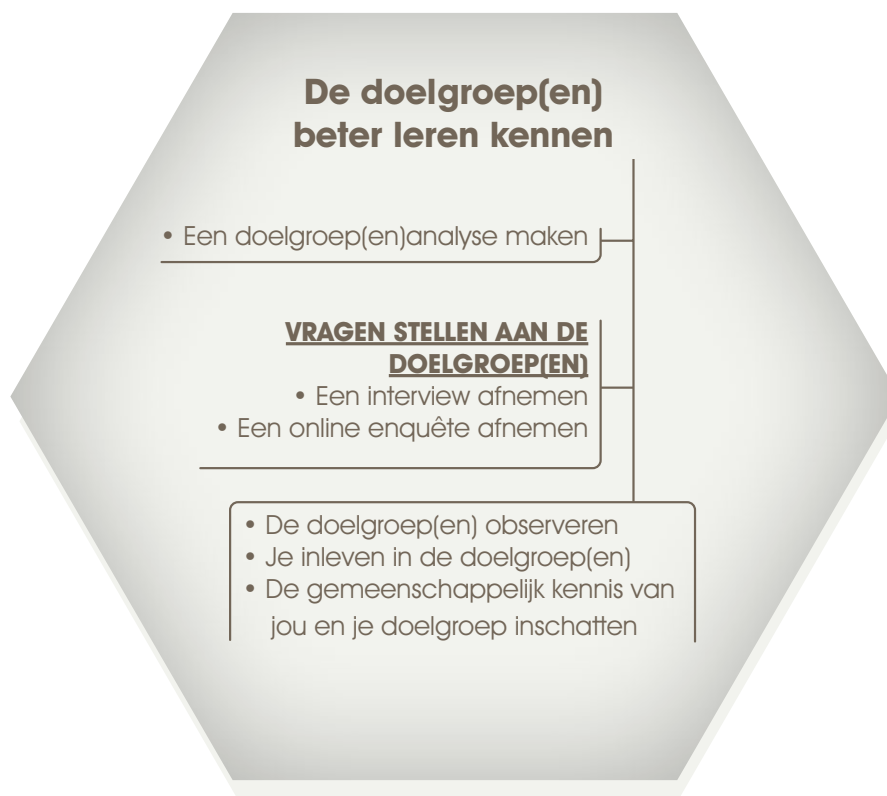 De doelgroep(en)
beter leren kennen
• Een doelgroep(en)analyse maken
VRAGEN STELLEN AAN DE
DOELGROEP(EN)
• Een interview afnemen
• Een online enquête afnemen
• De doelgroep(en) observeren
• Je inleven in de doelgroep(en)
• De gemeenschappelijk kennis van
jou en je doelgroep inschatten